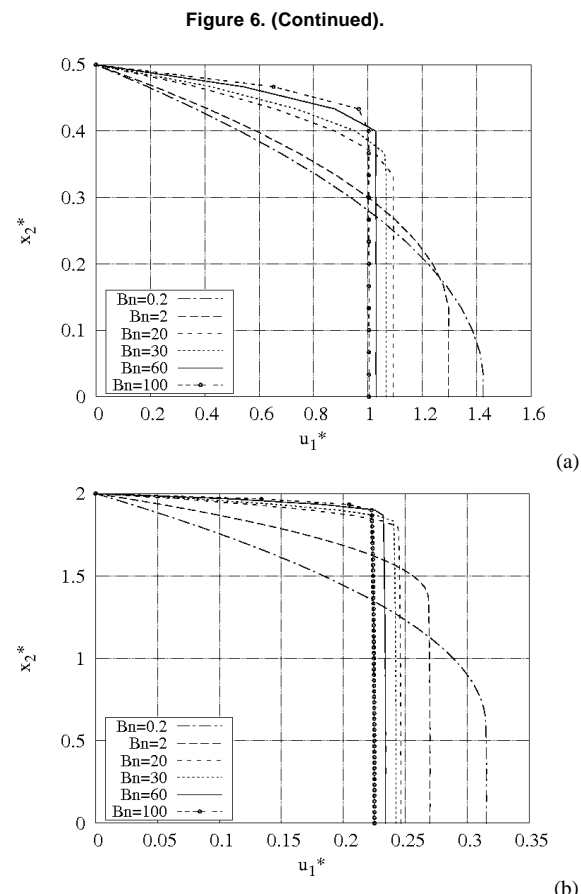 Figure 6. (Continued).
0.5
0.4
0.3
0.2
0.1
0
x2*
Bn=0.2
Bn=2
Bn=20
Bn=30
Bn=60
Bn=100
0 0.2 0.4 0.6 0.8 1 1.2 1.4 1.6
u1*
(a)
2
1.5
1
0.5
0
x2*
Bn=0.2
Bn=2
Bn=20
Bn=30
Bn=60
Bn=100
0 0.05 0.1 0.15 0.2 0.25 0.3 0.35
u1*
(b)